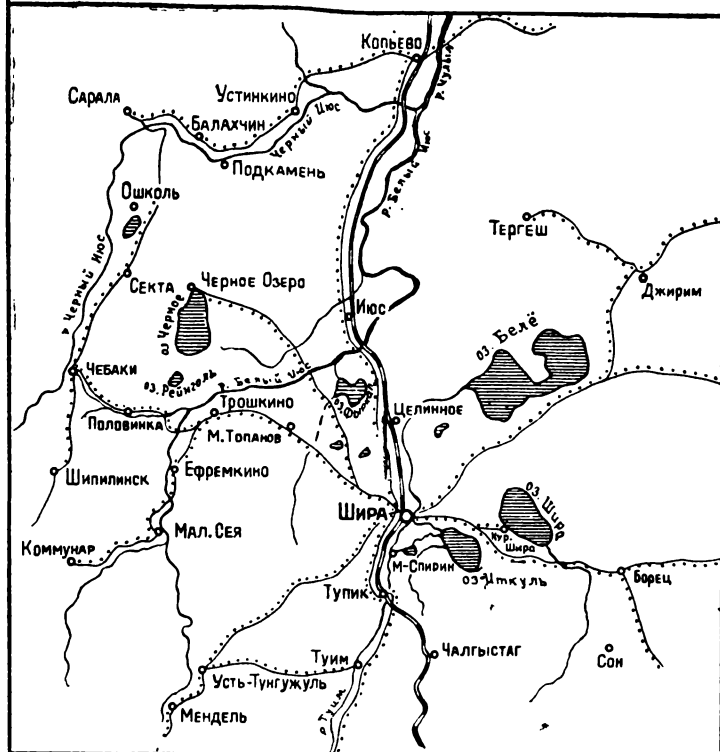 Копьево
р. Чулым
Сарала
Устинкино
Балахчин
Черный Июс
Подкамень
р. Белый Июс
Ошколь
Тергеш
Черный Июс
Секта
Черное Озеро
Джирим
оз. Черное
Июс
оз. Белё
Чебаки
оз. Рейнголь
р. Белый Июс
Трошкино
Целинное
Половинка
М. Топанов
Шипилинск
Ефремкино
Шира
оз. Шира
Кур.
Шира
Мал. Сея
Коммунар
М-Спирин
оз. Иткуль
Борец
Тупик
Туим
Чалгыстаг
Сон
Усть-Тунгужуль
Мендель
р. Туим